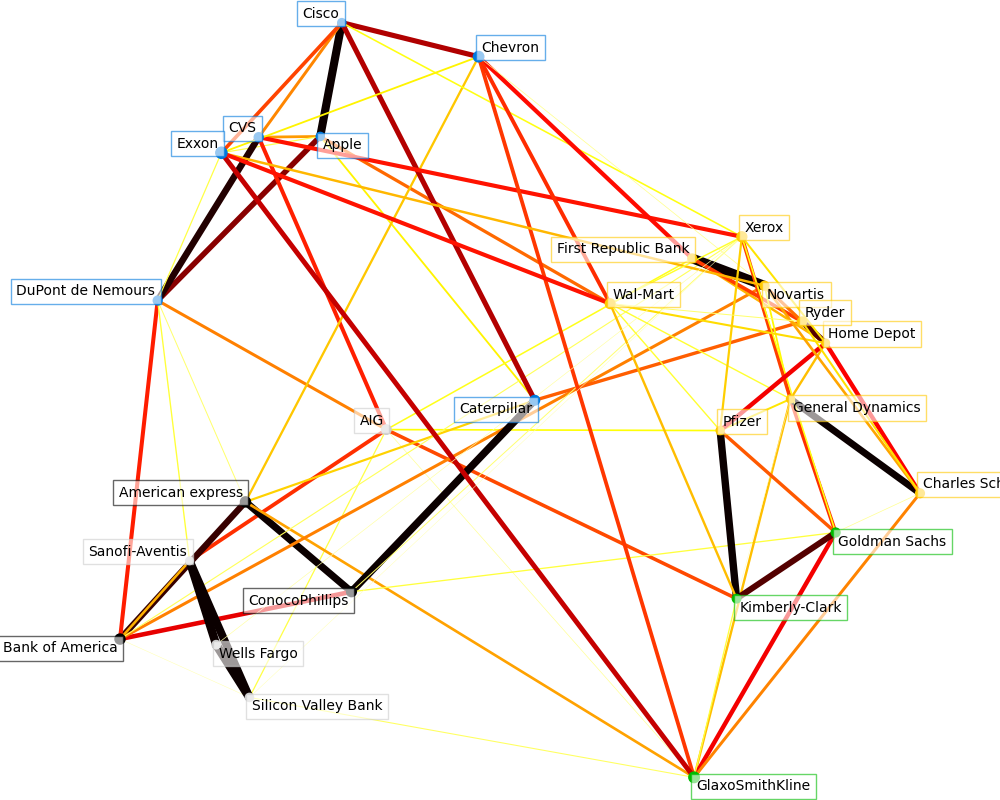 Cisco
Chevron
CVS
Exxon
Apple
Xerox
First Republic Bank
DuPont de Nemours
Wal-Mart
Novartis
Ryder
Home Depot
Caterpillar
General Dynamics
AIG
Pfizer
Charles Sch
American express
Goldman Sachs
Sanofi-Aventis
ConocoPhillips
Kimberly-Clark
Bank of America
Wells Fargo
Silicon Valley Bank
GlaxoSmithKline